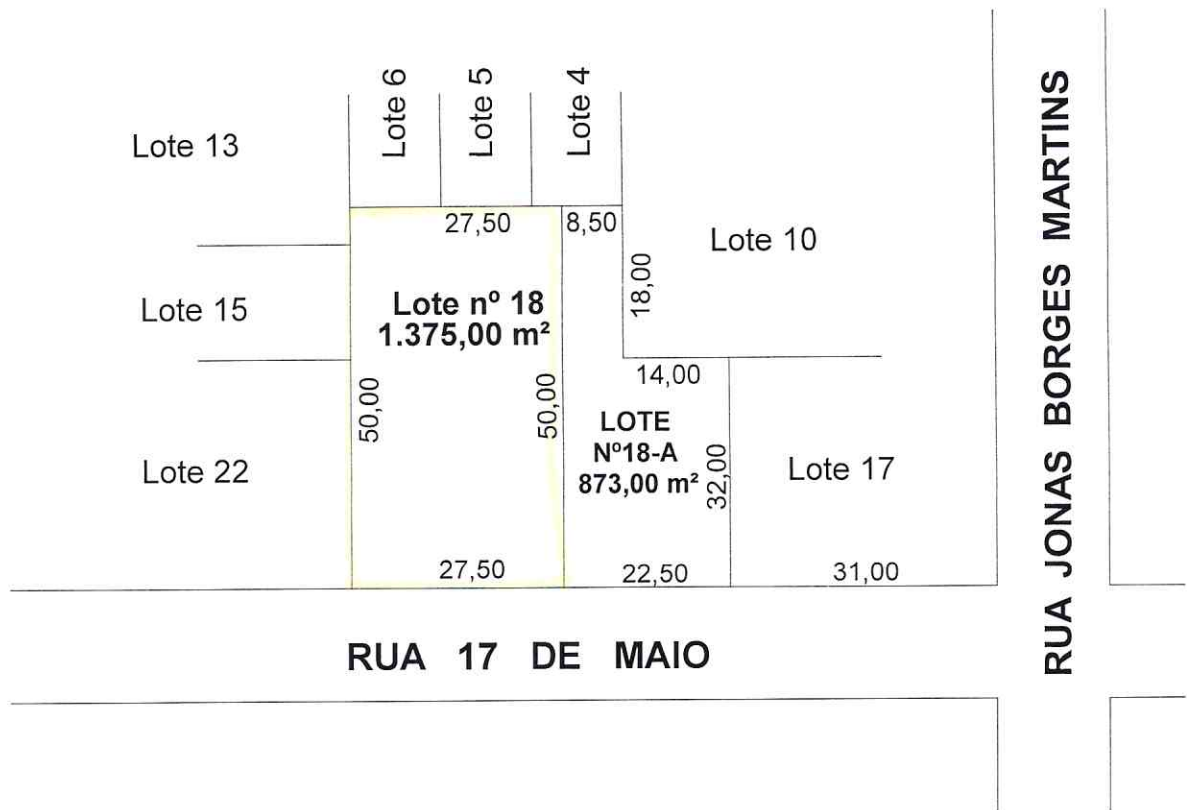 Lote 6
Lote 5
Lote 4
Lote 13
27,50
8,50
Lote 10
18,00
Lote 15
Lote nº 18
1.375,00 m²
14,00
50,00
50,00
LOTE
Nº18-A
873,00 m²
32,00
Lote 22
Lote 17
27,50
22,50
31,00
RUA 17 DE MAIO
RUA JONAS BORGES MARTINS